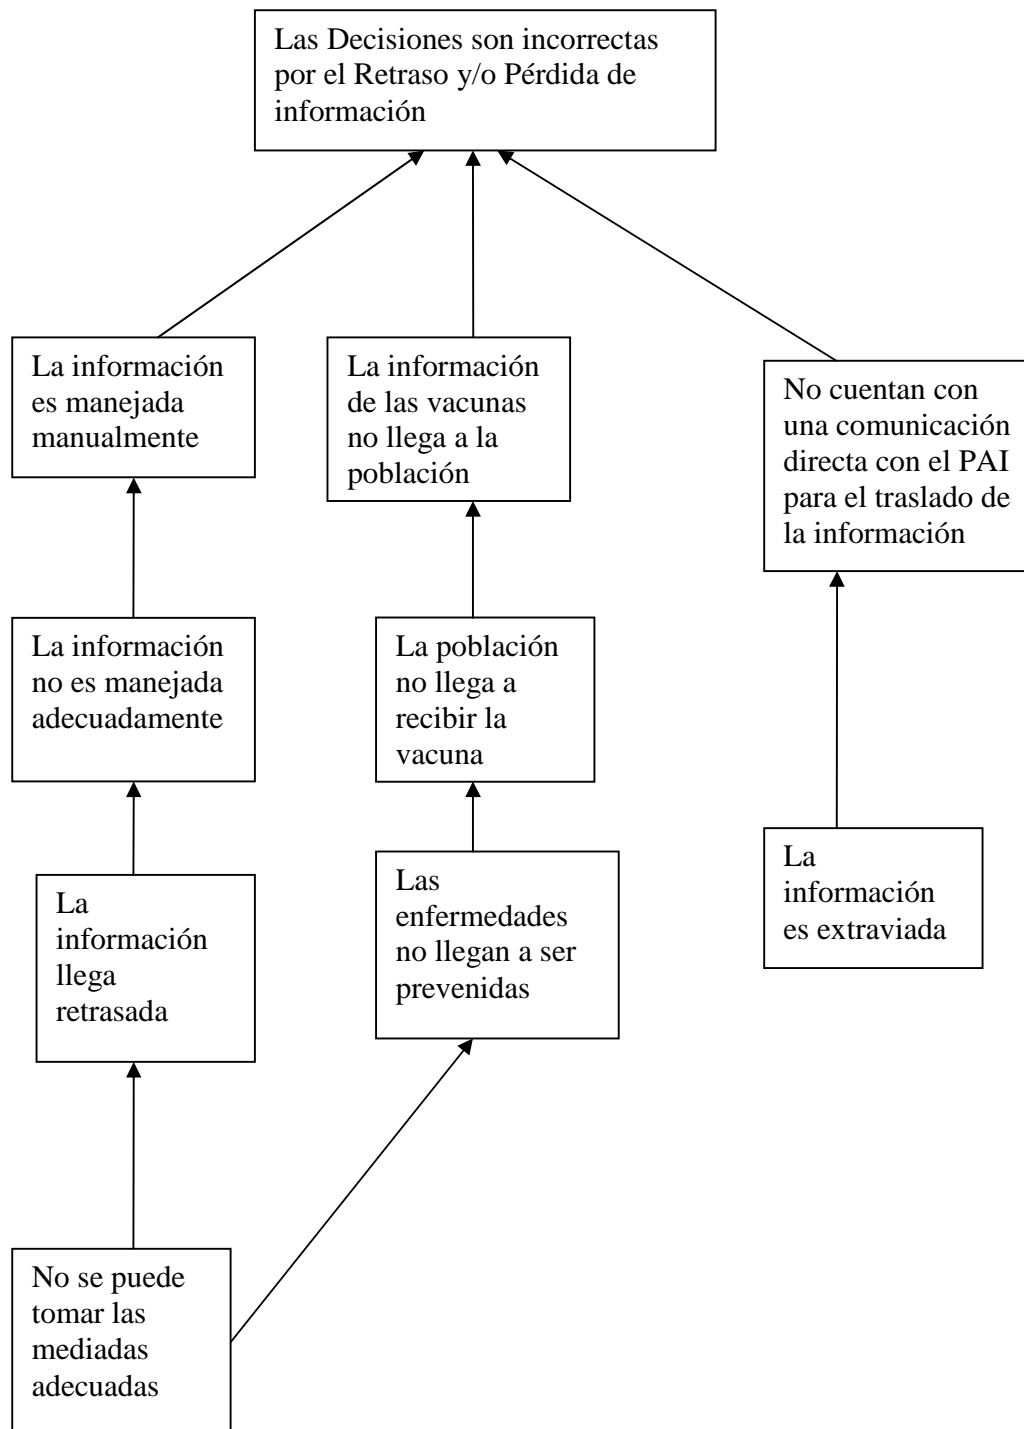 Las Decisiones son incorrectas
por el Retraso y/o Pérdida de
información
La información
es manejada
manualmente
La información
de las vacunas
no llega a la
población
No cuentan con
una comunicación
directa con el PAI
para el traslado de
la información
La información
no es manejada
adecuadamente
La población
no llega a
recibir la
vacuna
La
información
llega
retrasada
Las
enfermedades
no llegan a ser
prevenidas
La
información
es extraviada
No se puede
tomar las
mediadas
adecuadas